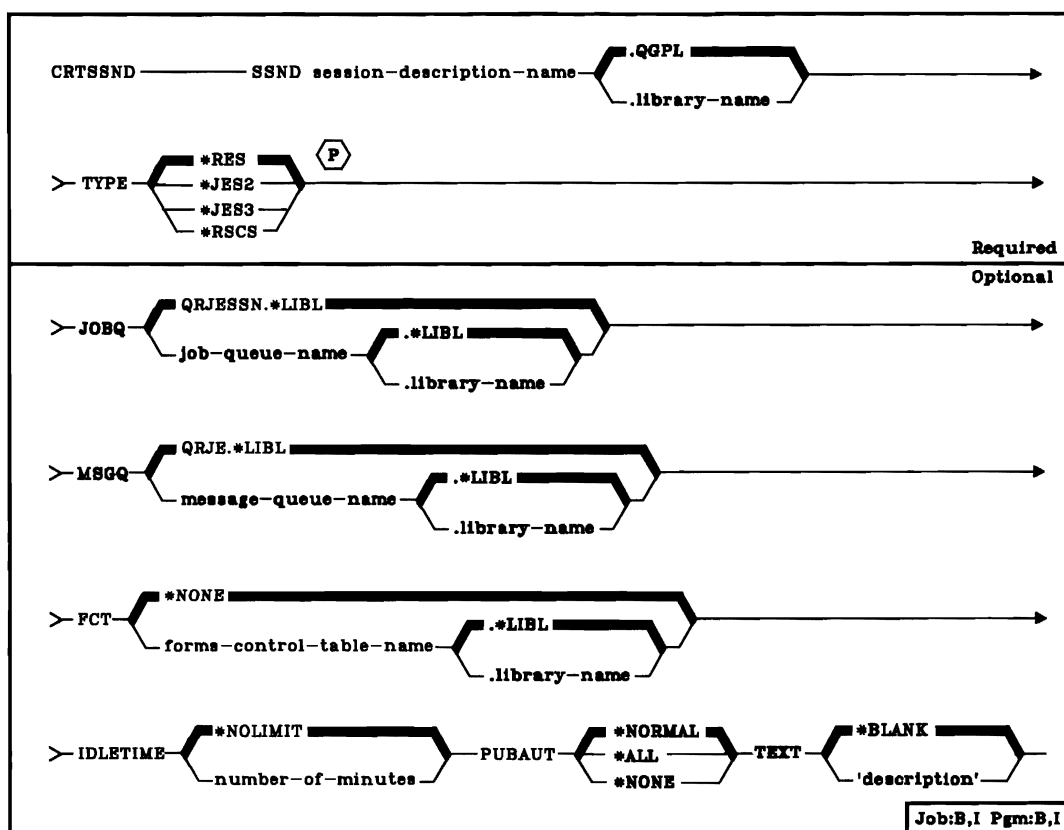 .QGPL
CRTSSND SSND session-description-name
.library-name
P
*RES
> TYPE *JES2
*JES3
*RSCS
Required
Optional
QRJESSN.*LIBL
> JOBQ .*LIBL
job-queue-name
.library-name
QRJE.*LIBL
> MSGQ .*LIBL
message-queue-name
.library-name
*NONE
> FCT .*LIBL
forms-control-table-name
.library-name
*NOLIMIT *NORMAL *BLANK
> IDLETIME PUBAUT *ALL TEXT
number-of-minutes *NONE 'description'
Job:B,I Pgm:B,I